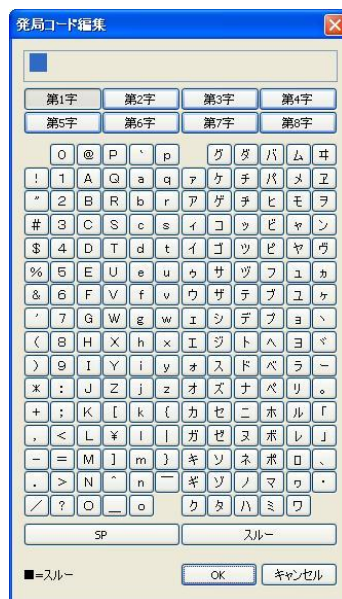 発局コード編集
第1字 第2字 第3字 第4字
第5字 第6字 第7字 第8字
0 @ P ` p グ ダ バ ム ヰ
! 1 A Q a q ァ ケ チ パ メ ヱ
" 2 B R b r ア ゲ ヂ ヒ モ ヲ
# 3 C S c s ィ コ ッ ビ ャ ン
$ 4 D T d t イ ゴ ツ ピ ヤ ヴ
% 5 E U e u ゥ サ ヅ フ ュ ヵ
& 6 F V f v ウ ザ テ ブ ユ ヶ
' 7 G W g w ェ シ デ プ ョ ヽ
( 8 H X h x エ ジ ト ヘ ヨ ヾ
) 9 I Y i y ォ ス ド ベ ラ ー
* : J Z j z オ ズ ナ ペ リ 。
+ ; K [ k { カ セ ニ ホ ル 「
, < L ¥ l | ガ ゼ ヌ ボ レ 」
- = M ] m } キ ソ ネ ポ ロ 、
. > N ^ n ￣ ギ ゾ ノ マ ヮ ・
/ ? O _ o ク タ ハ ミ ワ
SP スルー
■=スルー OK キャンセル